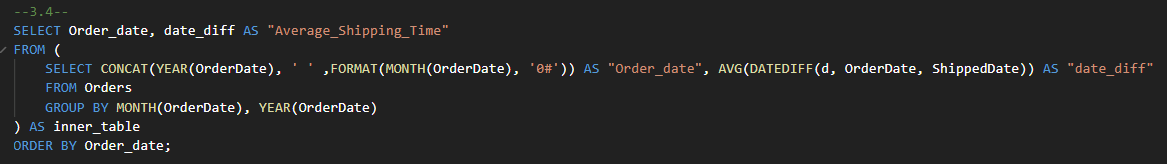 --3.4--
SELECT Order_date, date_diff AS "Average_Shipping_Time"
FROM (
    SELECT CONCAT(YEAR(OrderDate), ' ' ,FORMAT(MONTH(OrderDate), '0#')) AS "Order_date", AVG(DATEDIFF(d, OrderDate, ShippedDate)) AS "date_diff"
    FROM Orders
    GROUP BY MONTH(OrderDate), YEAR(OrderDate)
) AS inner_table
ORDER BY Order_date;